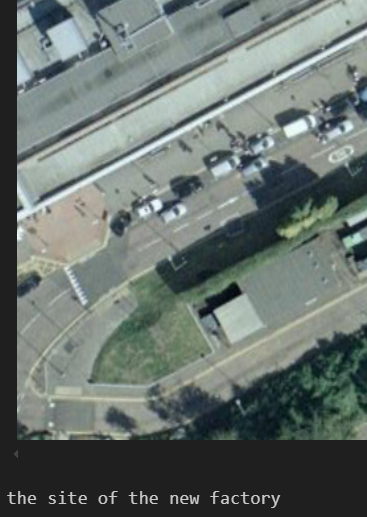 the site of the new factory